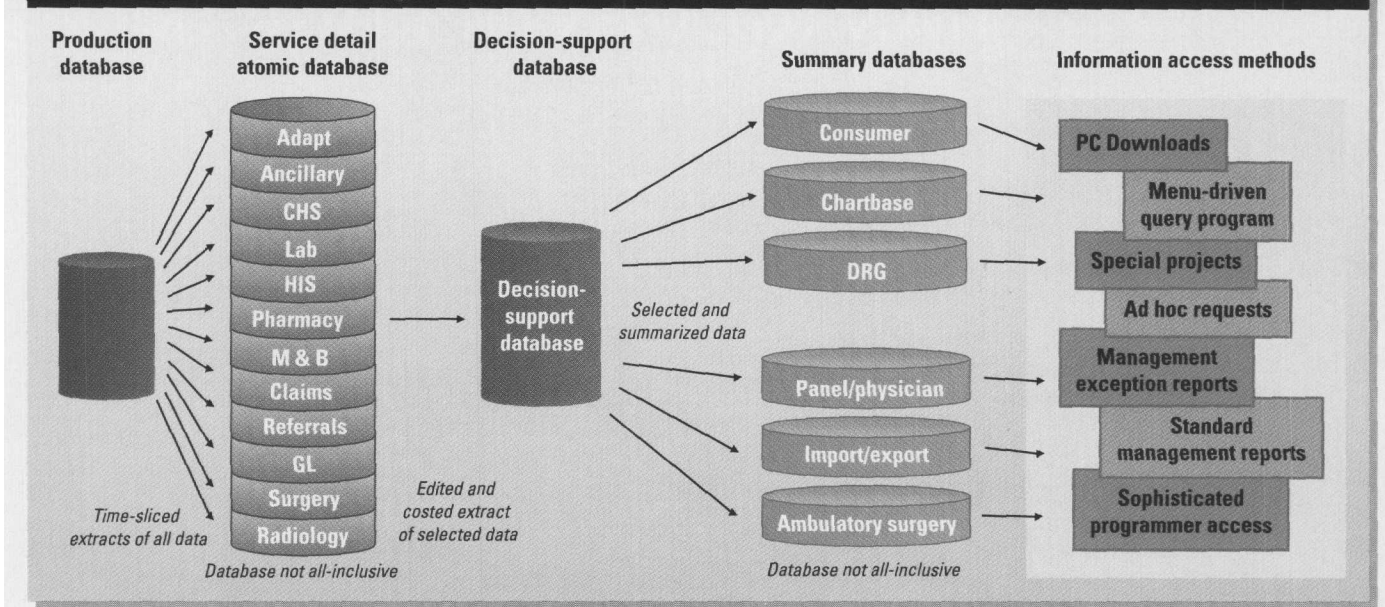 Production
database
Service detail
atomic database
Decision-support
database
Summary databases
Information access methods
Adapt
Ancillary
CHS
Lab
HIS
Pharmacy
M & B
Claims
Referrals
GL
Surgery
Radiology
Time-sliced
extracts of all data
Database not all-inclusive
Edited and
costed extract
of selected data
Decision-
support
database
Selected and
summarized data
Consumer
Chartbase
DRG
Panel/physician
Import/export
Ambulatory surgery
Database not all-inclusive
PC Downloads
Menu-driven
query program
Special projects
Ad hoc requests
Management
exception reports
Standard
management reports
Sophisticated
programmer access